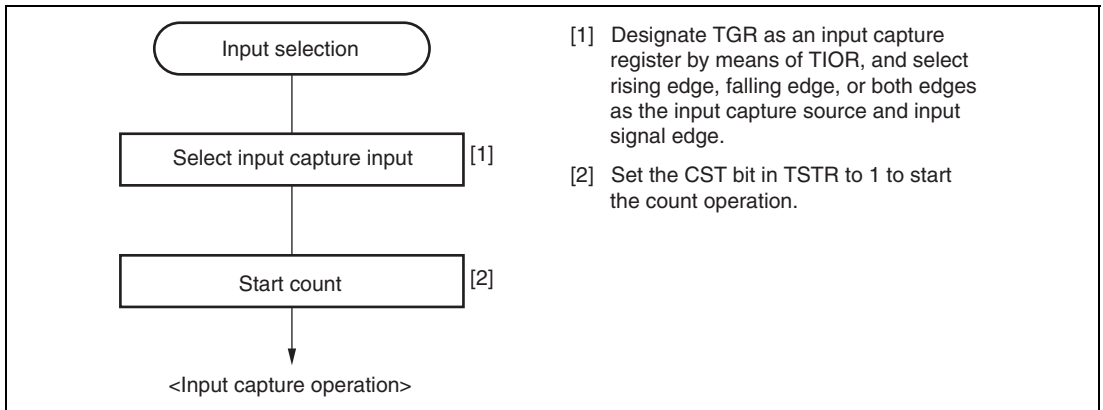 Input selection
Select input capture input
[1]
Start count
[2]
<Input capture operation>
[1] Designate TGR as an input capture
register by means of TIOR, and select
rising edge, falling edge, or both edges
as the input capture source and input
signal edge.
[2] Set the CST bit in TSTR to 1 to start
the count operation.